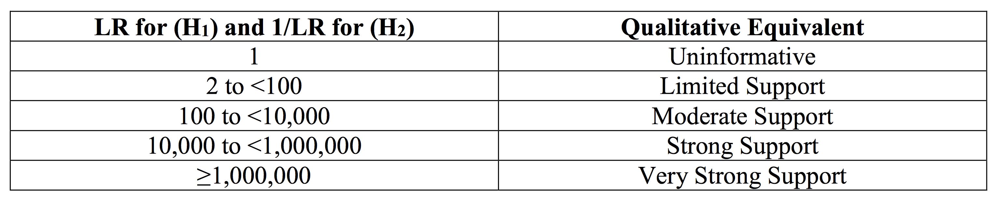 LR for (H1) and 1/LR for (H2) Qualitative Equivalent
1 Uninformative
2 to <100 Limited Support
100 to <10,000 Moderate Support
10,000 to <1,000,000 Strong Support
≥1,000,000 Very Strong Support